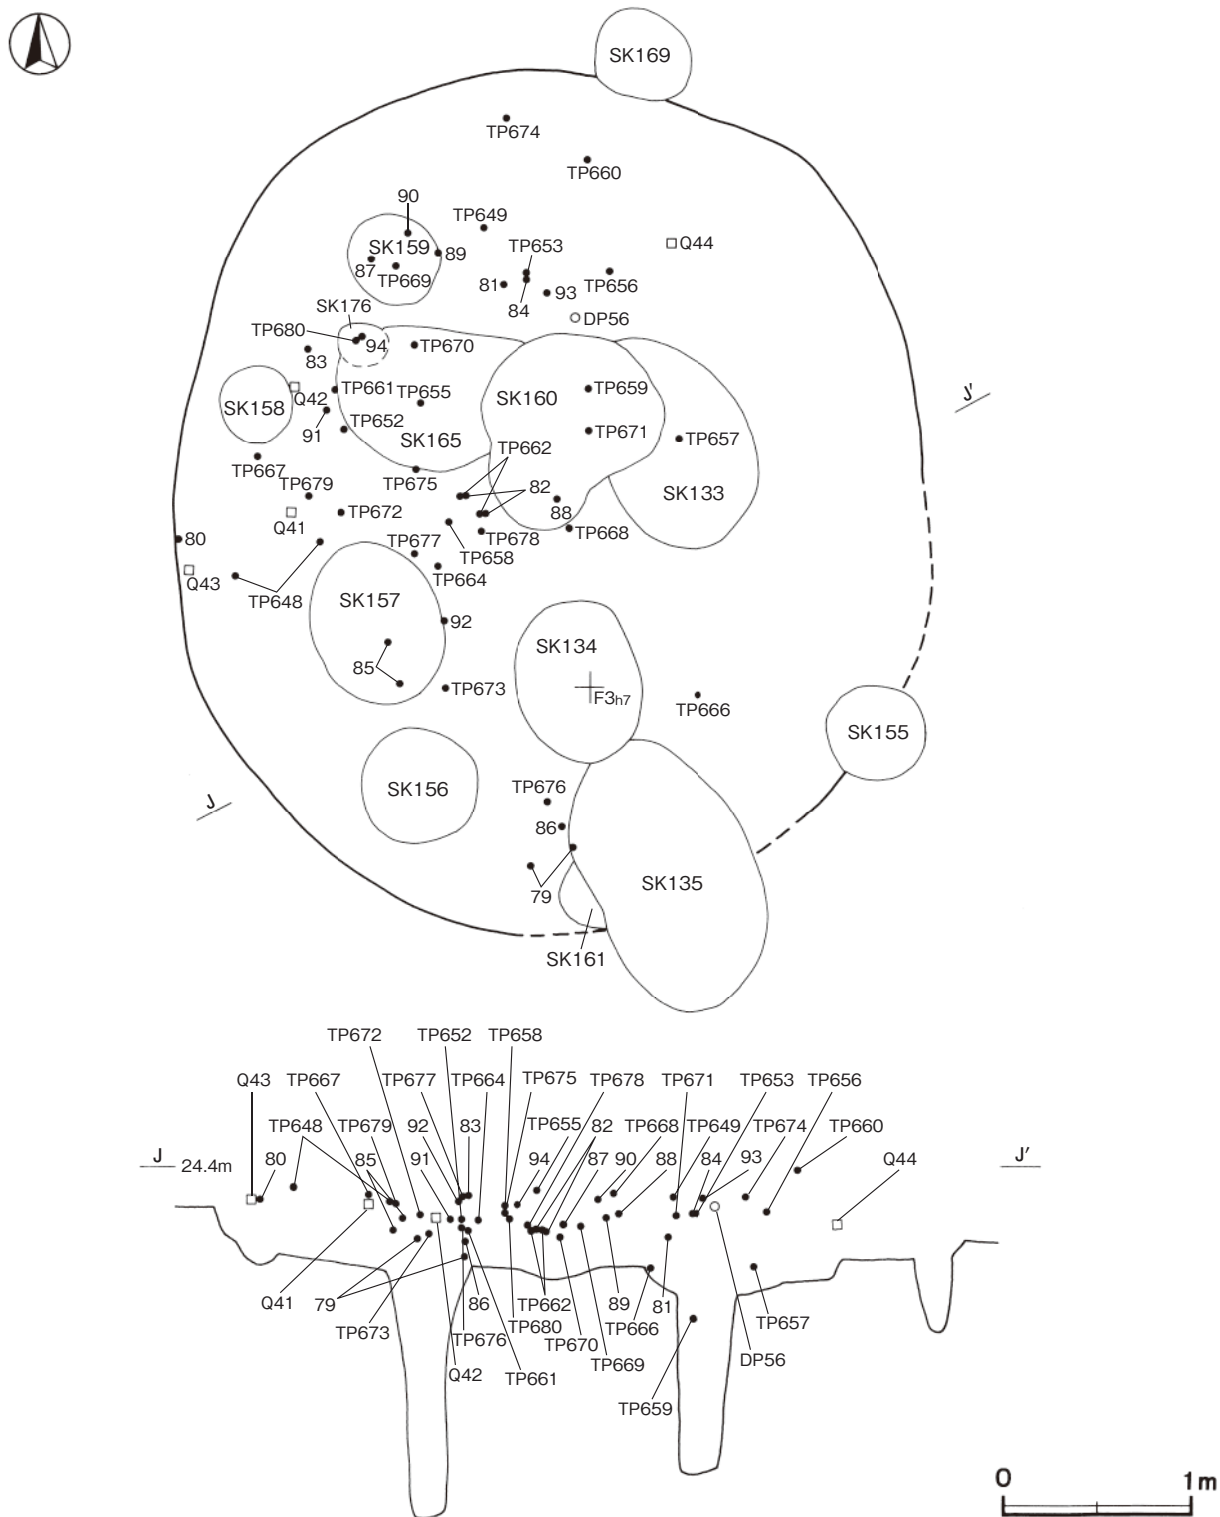 SK169
TP674
TP660
90
TP649
SK159
89
TP653
Q44
87
TP669
81
84
93
TP656
SK176
DP56
TP680
94
83
TP670
Q42
TP661
TP655
SK160
TP659
J'
SK158
91
TP652
SK165
TP671
TP657
TP662
TP667
TP675
TP679
82
SK133
Q41
TP672
88
80
TP678
TP668
TP677
TP658
Q43
TP664
TP648
SK157
92
SK134
85
TP673
F3h7
TP666
SK155
SK156
TP676
J
86
79
SK135
SK161
TP672 TP652 TP658
Q43 TP667 TP677 TP664 TP675 TP678 TP671 TP653 TP656
TP648 TP679 92 83 TP655 82 TP668 TP649 TP674 TP660
J 24.4m 80 85 91 94 87 90 88 84 93 Q44 J'
Q41 79 86 TP662 89 81
TP673 TP676 TP680 TP670 TP666 TP657
Q42 TP661 TP669 DP56
TP659
0 1m